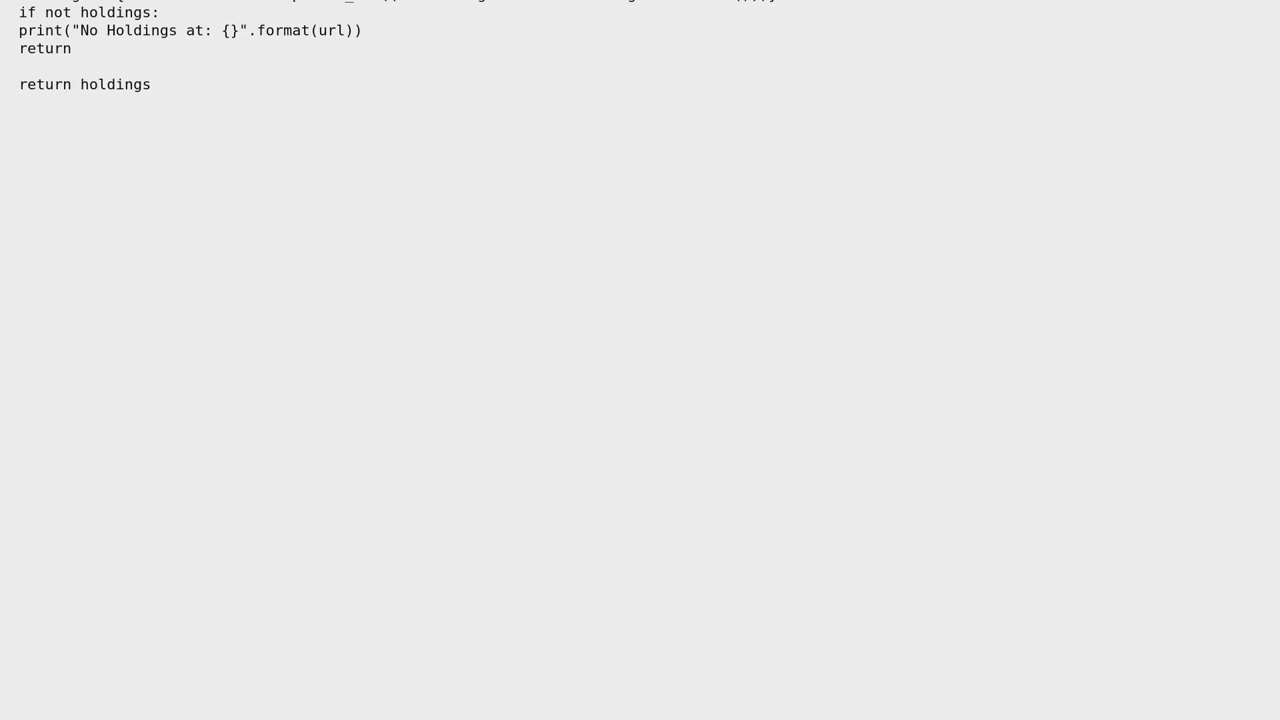 if not holdings:
print("No Holdings at: {}".format(url))
return

return holdings